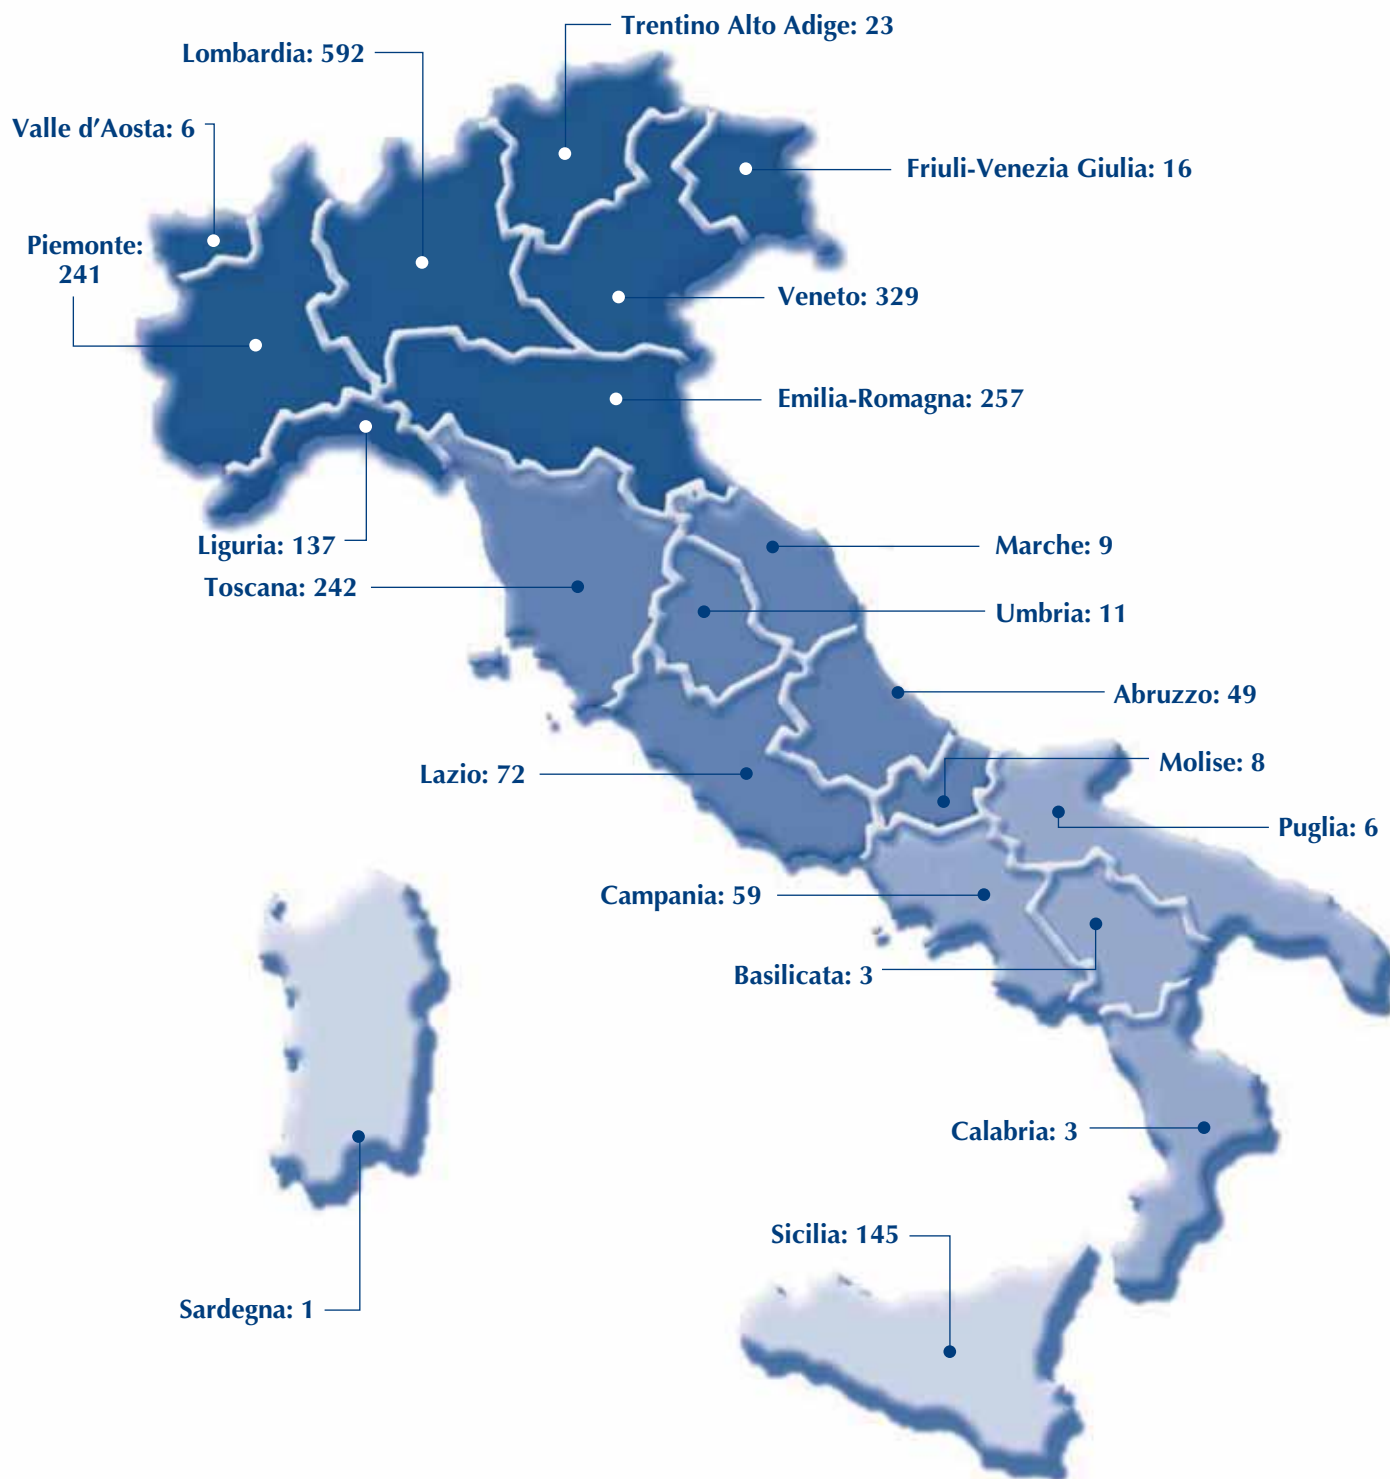 Trentino Alto Adige: 23
Lombardia: 592
Valle d’Aosta: 6
Friuli-Venezia Giulia: 16
Piemonte:
241
Veneto: 329
Emilia-Romagna: 257
Liguria: 137
Marche: 9
Toscana: 242
Umbria: 11
Abruzzo: 49
Lazio: 72
Molise: 8
Puglia: 6
Campania: 59
Basilicata: 3
Calabria: 3
Sicilia: 145
Sardegna: 1